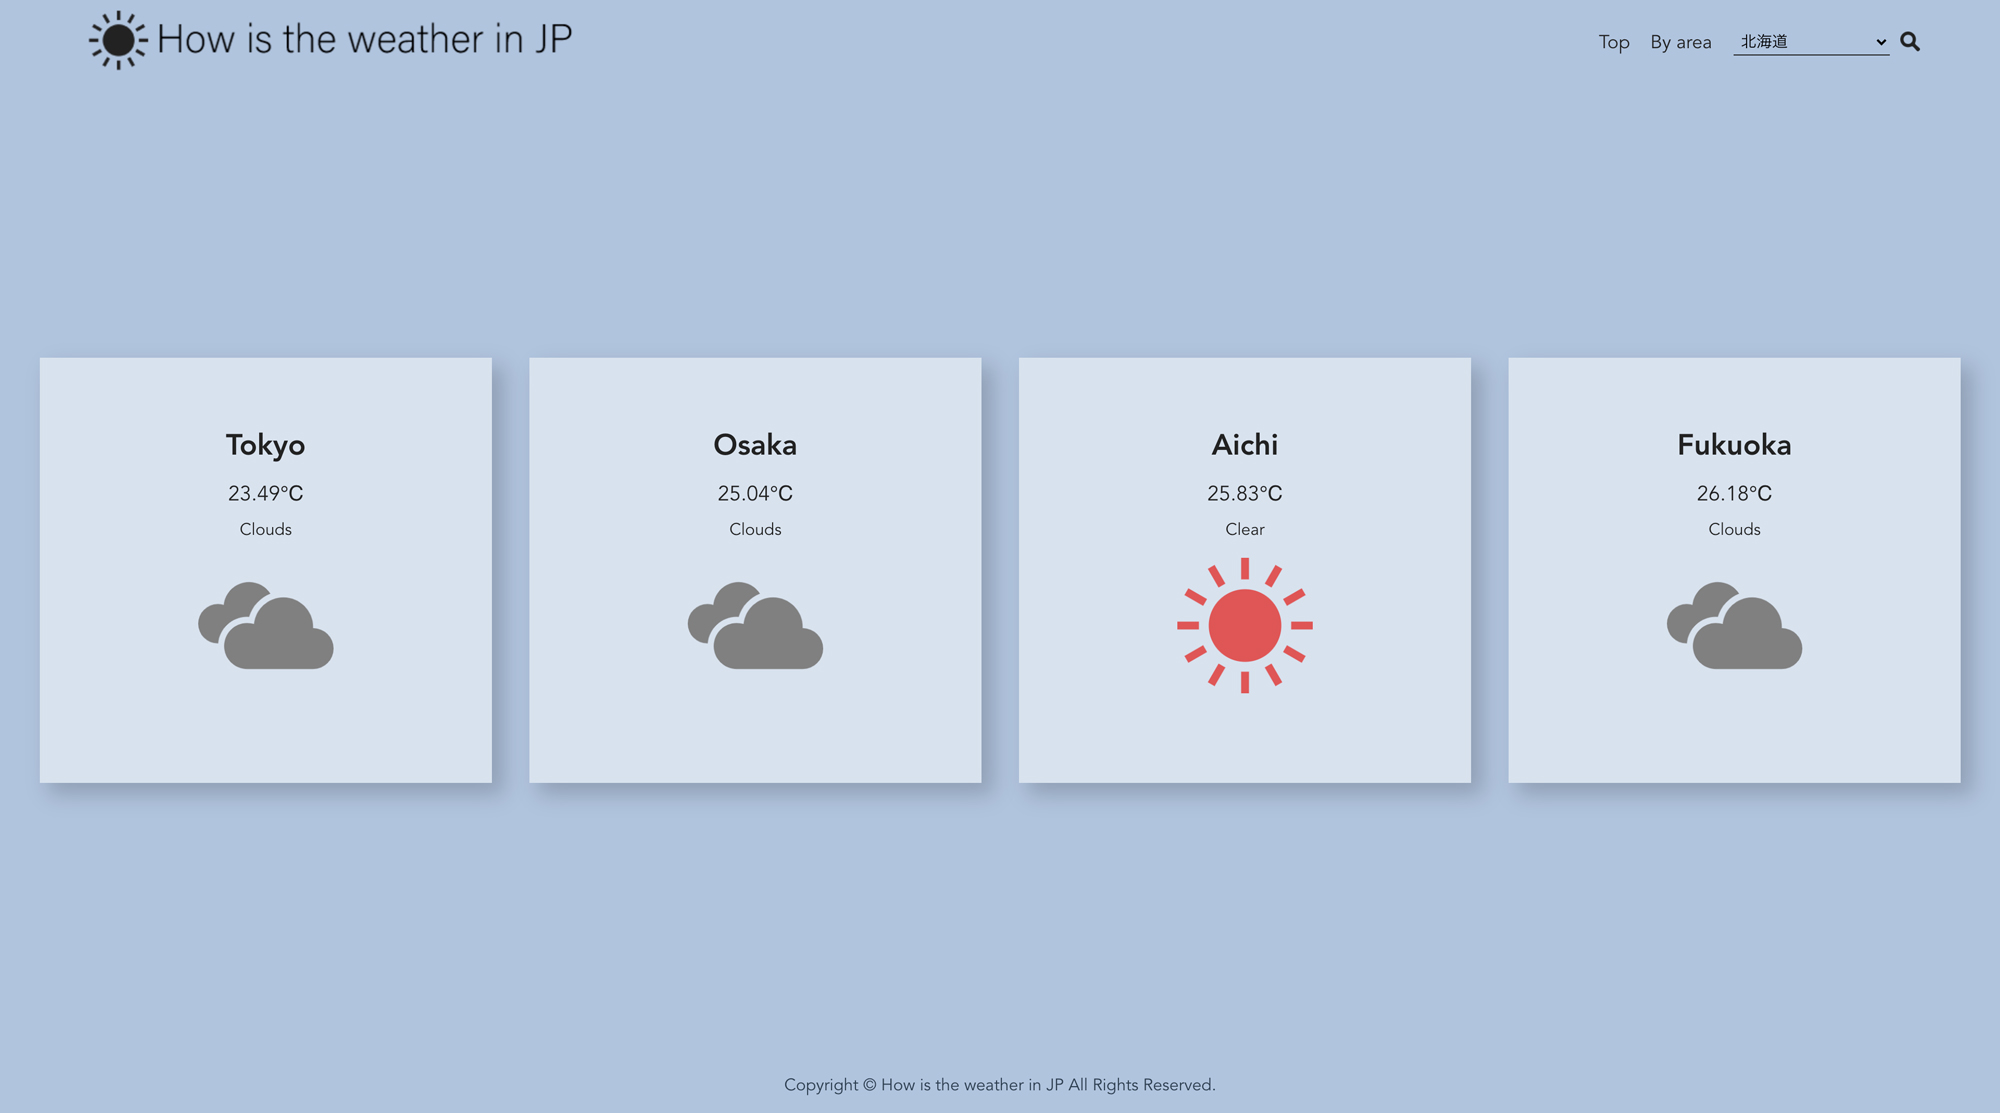 How is the weather in JP
Top By area 北海道
Tokyo
23.49°C
Clouds
Osaka
25.04°C
Clouds
Aichi
25.83°C
Clear
Fukuoka
26.18°C
Clouds
Copyright © How is the weather in JP All Rights Reserved.